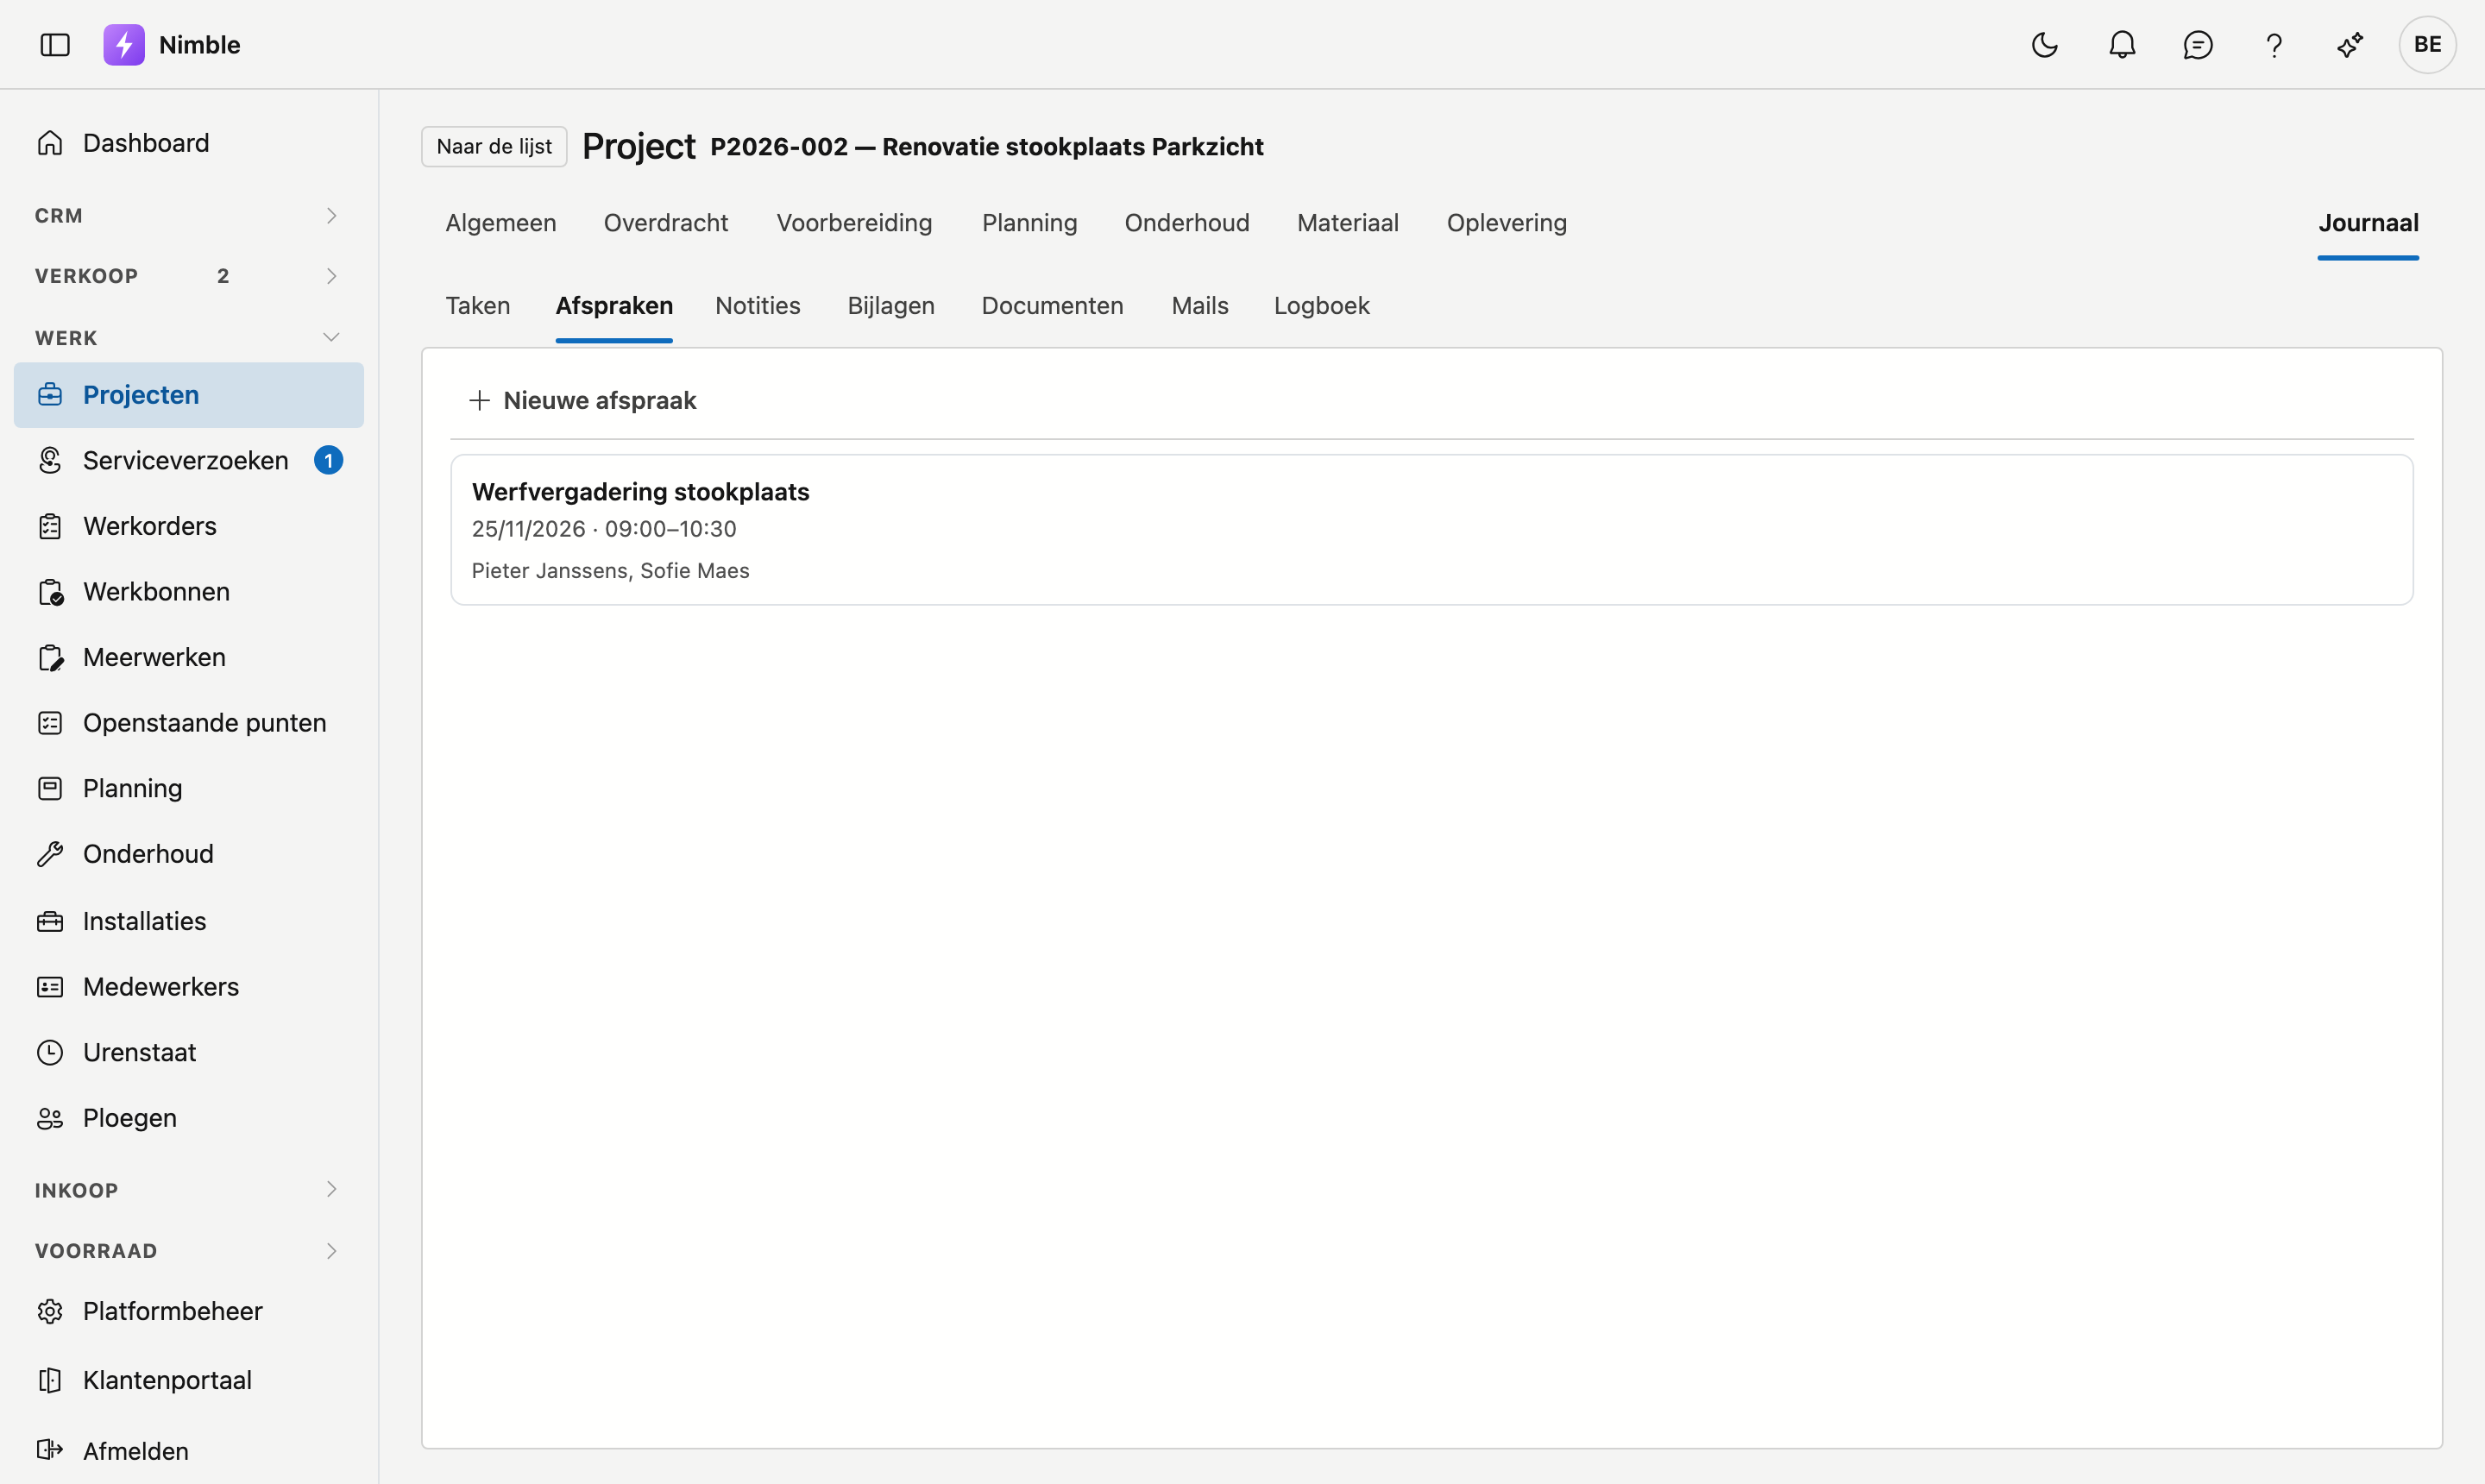 Nimble
BE
Dashboard
CRM
VERKOOP 2
WERK
Projecten
Serviceverzoeken 1
Werkorders
Werkbonnen
Meerwerken
Openstaande punten
Planning
Onderhoud
Installaties
Medewerkers
Urenstaat
Ploegen
INKOOP
VOORRAAD
Platformbeheer
Klantenportaal
Afmelden
Naar de lijst Project P2026-002 — Renovatie stookplaats Parkzicht
Algemeen Overdracht Voorbereiding Planning Onderhoud Materiaal Oplevering Journaal
Taken Afspraken Notities Bijlagen Documenten Mails Logboek
Nieuwe afspraak
Werfvergadering stookplaats
25/11/2026 · 09:00–10:30
Pieter Janssens, Sofie Maes